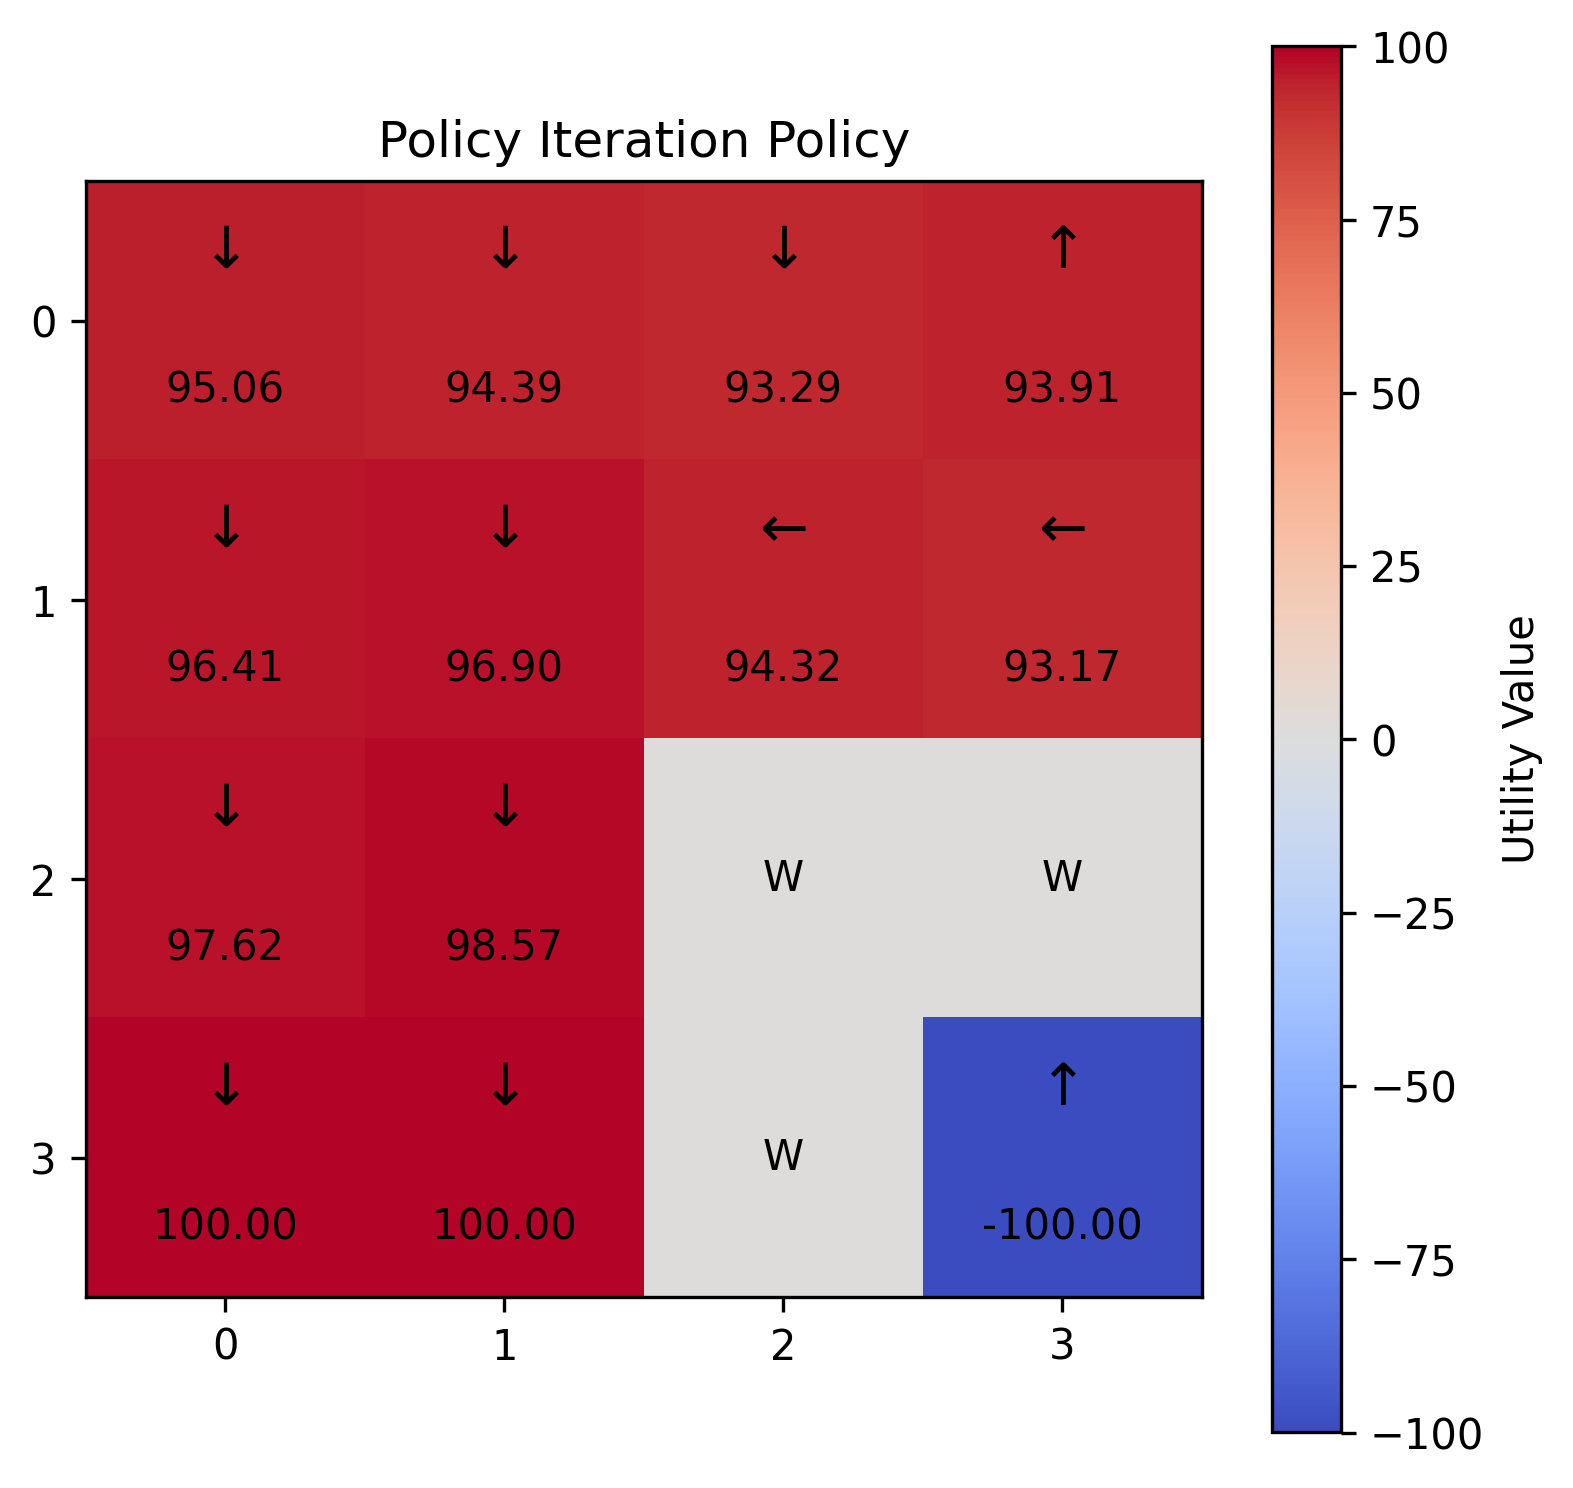 Policy Iteration Policy
↓ ↓ ↓ ↑
0
95.06 94.39 93.29 93.91
↓ ↓ ← ←
1
96.41 96.90 94.32 93.17
↓ ↓
2 W W
97.62 98.57
↓ ↓ ↑
3 W
100.00 100.00 -100.00
0 1 2 3
100
75
50
25
0
−25
−50
−75
−100
Utility Value